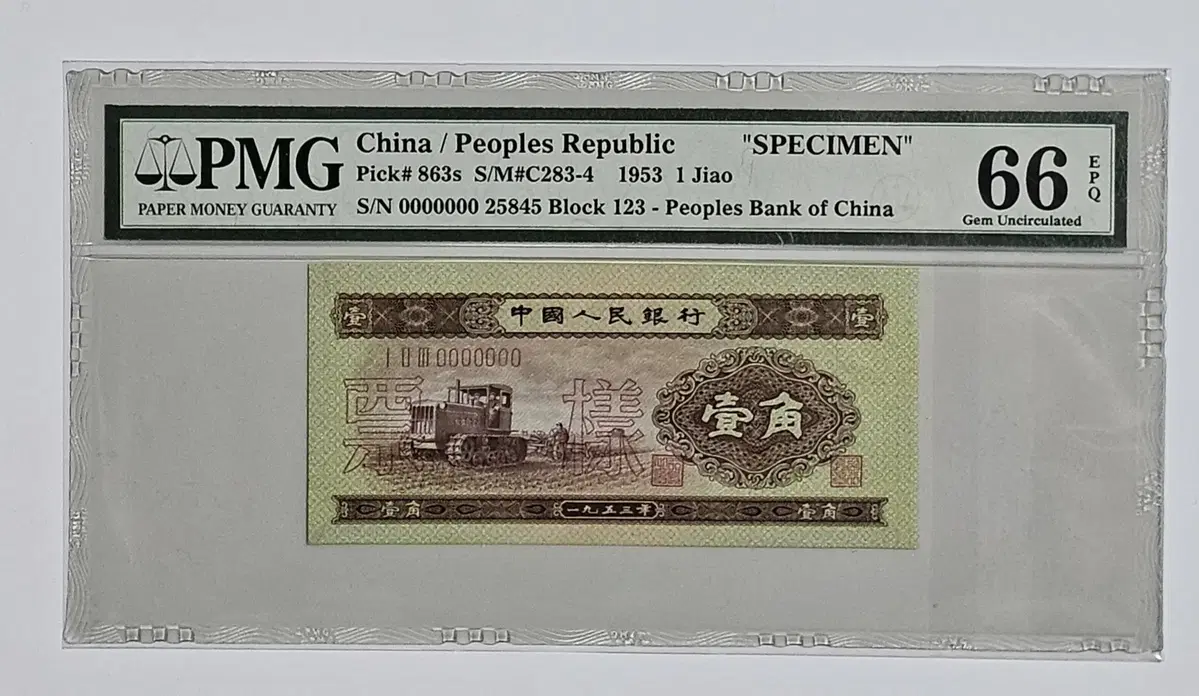 PMG
PAPER MONEY GUARANTY
China / Peoples Republic "SPECIMEN"
Pick# 863s S/M#C283-4 1953 1 Jiao
S/N 0000000 25845 Block 123 - Peoples Bank of China
66
EPQ
Gem Uncirculated
壹 中國人民銀行 壹
I II III 0000000
票樣
壹角
壹角 一九五三年 壹角